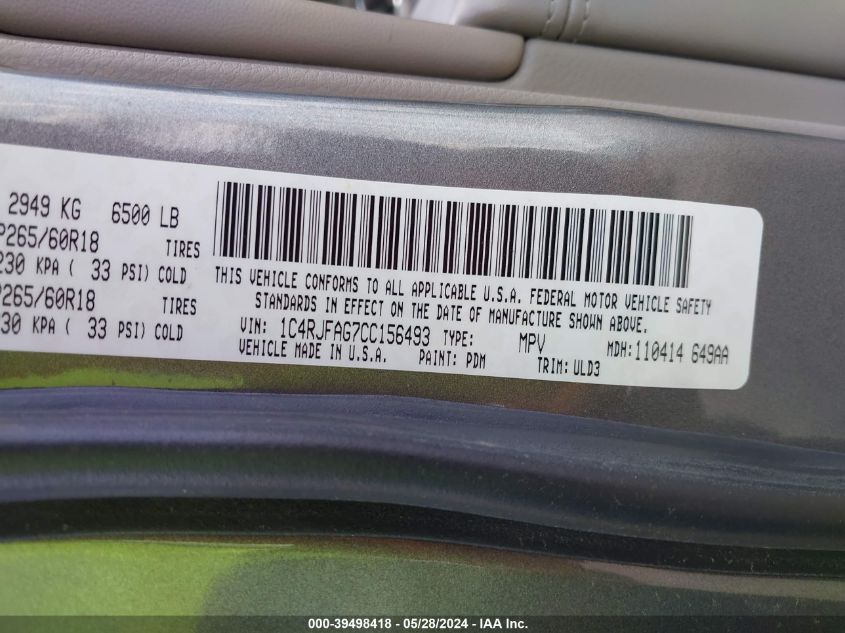 2949 KG 6500 LB
P265/60R18 TIRES
230 KPA ( 33 PSI) COLD
P265/60R18 TIRES
230 KPA ( 33 PSI) COLD
THIS VEHICLE CONFORMS TO ALL APPLICABLE U.S.A. FEDERAL MOTOR VEHICLE SAFETY
STANDARDS IN EFFECT ON THE DATE OF MANUFACTURE SHOWN ABOVE.
VIN: 1C4RJFAG7CC156493 TYPE: MPV MDH:110414 649AA
VEHICLE MADE IN U.S.A. PAINT: PDM TRIM: ULD3
000-39498418 - 05/28/2024 - IAA Inc.